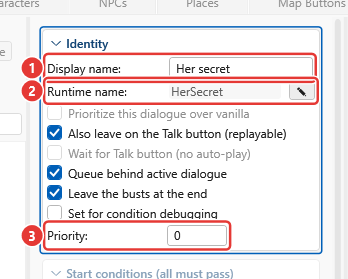 aracters NPCs Places Map Buttons
Identity
1 Display name: Her secret
2 Runtime name: HerSecret
Prioritize this dialogue over vanilla
Also leave on the Talk button (replayable)
Wait for Talk button (no auto-play)
Queue behind active dialogue
Leave the busts at the end
Set for condition debugging
3 Priority: 0
Start conditions (all must pass)